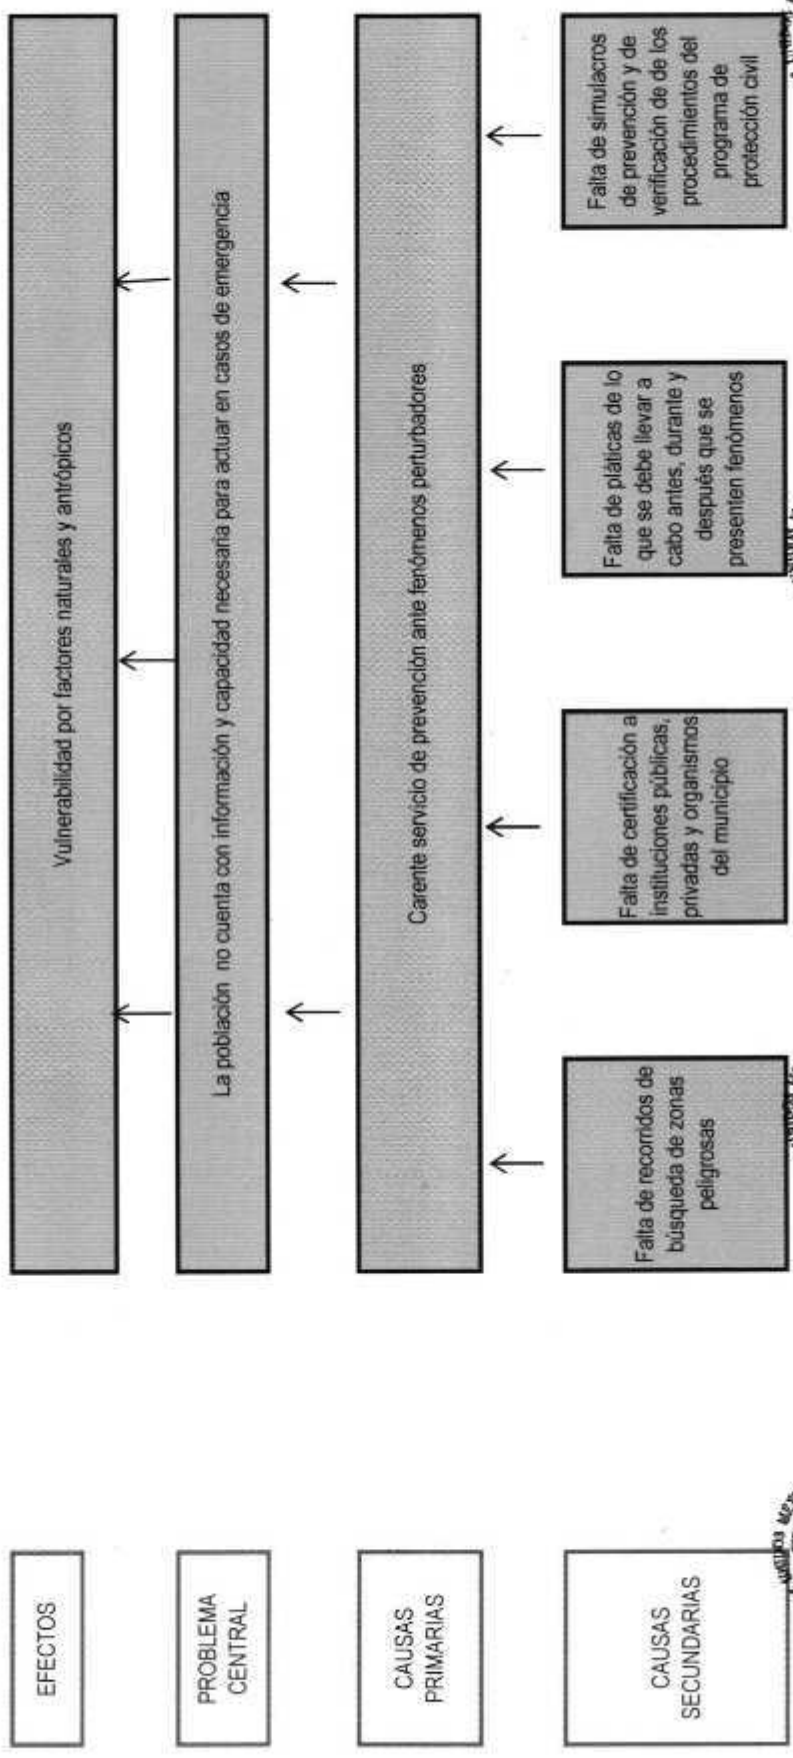 EFECTOS
Vulnerabilidad por factores naturales y antrópicos
PROBLEMA
CENTRAL
La población no cuenta con información y capacidad necesaria para actuar en casos de emergencia
CAUSAS
PRIMARIAS
Carente servicio de prevención ante fenómenos perturbadores
CAUSAS
SECUNDARIAS
Falta de recorridos de
búsqueda de zonas
peligrosas
Falta de certificación a
instituciones públicas,
privadas y organismos
del municipio
Falta de pláticas de lo
que se debe llevar a
cabo antes, durante y
después que se
presenten fenómenos
Falta de simulacros
de prevención y de
verificación de de los
procedimientos del
programa de
protección civil